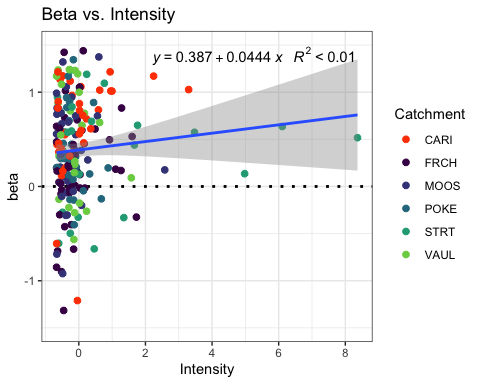 Beta vs. Intensity
y = 0.387 + 0.0444 x R² < 0.01
1
0
-1
beta
0 2 4 6 8
Intensity
Catchment
CARI
FRCH
MOOS
POKE
STRT
VAUL